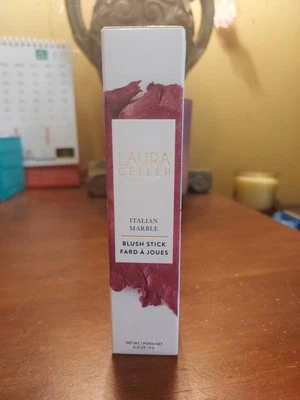 LAURA
GELLER
ITALIAN
MARBLE
BLUSH STICK
FARD À JOUES